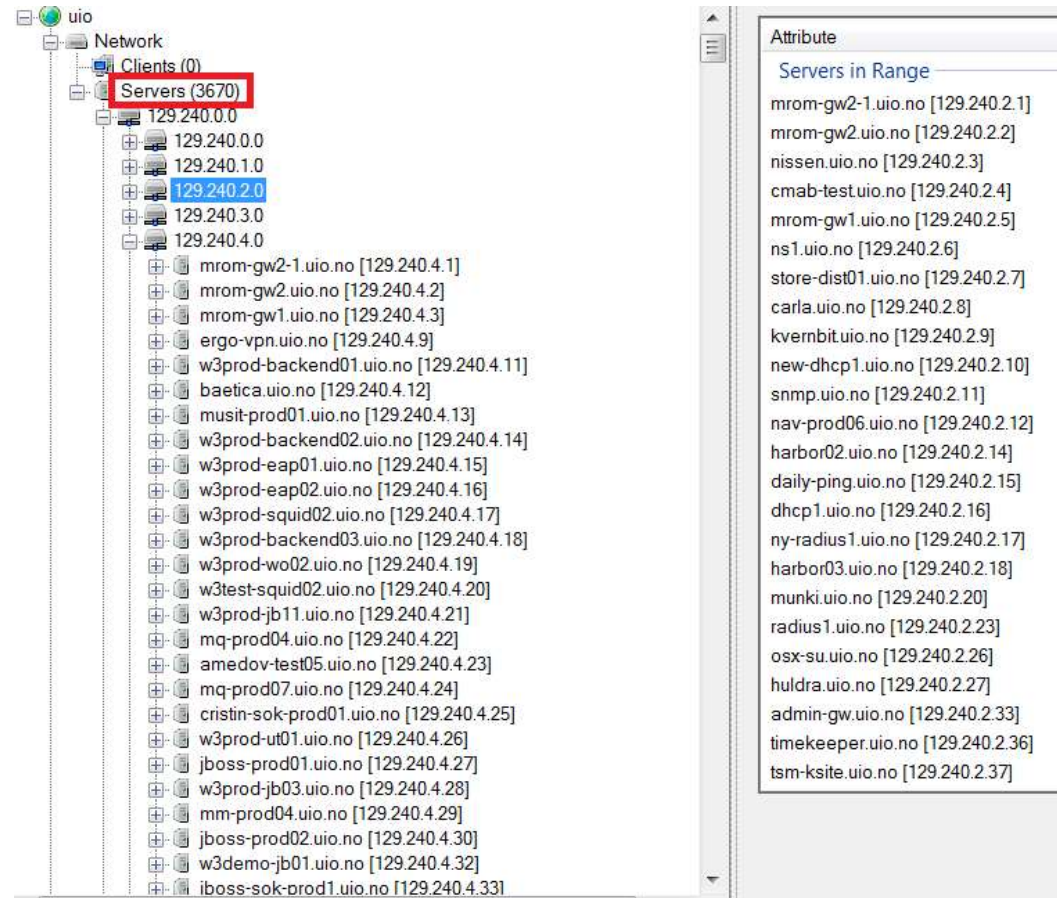 uio
Network
Clients (0)
Servers (3670)
129.240.0.0
129.240.0.0
129.240.1.0
129.240.2.0
129.240.3.0
129.240.4.0
mrom-gw2-1.uio.no [129.240.4.1]
mrom-gw2.uio.no [129.240.4.2]
mrom-gw1.uio.no [129.240.4.3]
ergo-vpn.uio.no [129.240.4.9]
w3prod-backend01.uio.no [129.240.4.11]
baetica.uio.no [129.240.4.12]
musit-prod01.uio.no [129.240.4.13]
w3prod-backend02.uio.no [129.240.4.14]
w3prod-eap01.uio.no [129.240.4.15]
w3prod-eap02.uio.no [129.240.4.16]
w3prod-squid02.uio.no [129.240.4.17]
w3prod-backend03.uio.no [129.240.4.18]
w3prod-wo02.uio.no [129.240.4.19]
w3test-squid02.uio.no [129.240.4.20]
w3prod-jb11.uio.no [129.240.4.21]
mq-prod04.uio.no [129.240.4.22]
amedov-test05.uio.no [129.240.4.23]
mq-prod07.uio.no [129.240.4.24]
cristin-sok-prod01.uio.no [129.240.4.25]
w3prod-ut01.uio.no [129.240.4.26]
jboss-prod01.uio.no [129.240.4.27]
w3prod-jb03.uio.no [129.240.4.28]
mm-prod04.uio.no [129.240.4.29]
jboss-prod02.uio.no [129.240.4.30]
w3demo-jb01.uio.no [129.240.4.32]
jboss-sok-prod1.uio.no [129.240.4.33]
Attribute
Servers in Range
mrom-gw2-1.uio.no [129.240.2.1]
mrom-gw2.uio.no [129.240.2.2]
nissen.uio.no [129.240.2.3]
cmab-test.uio.no [129.240.2.4]
mrom-gw1.uio.no [129.240.2.5]
ns1.uio.no [129.240.2.6]
store-dist01.uio.no [129.240.2.7]
carla.uio.no [129.240.2.8]
kvernbit.uio.no [129.240.2.9]
new-dhcp1.uio.no [129.240.2.10]
snmp.uio.no [129.240.2.11]
nav-prod06.uio.no [129.240.2.12]
harbor02.uio.no [129.240.2.14]
daily-ping.uio.no [129.240.2.15]
dhcp1.uio.no [129.240.2.16]
ny-radius1.uio.no [129.240.2.17]
harbor03.uio.no [129.240.2.18]
munki.uio.no [129.240.2.20]
radius1.uio.no [129.240.2.23]
osx-su.uio.no [129.240.2.26]
huldra.uio.no [129.240.2.27]
admin-gw.uio.no [129.240.2.33]
timekeeper.uio.no [129.240.2.36]
tsm-ksite.uio.no [129.240.2.37]